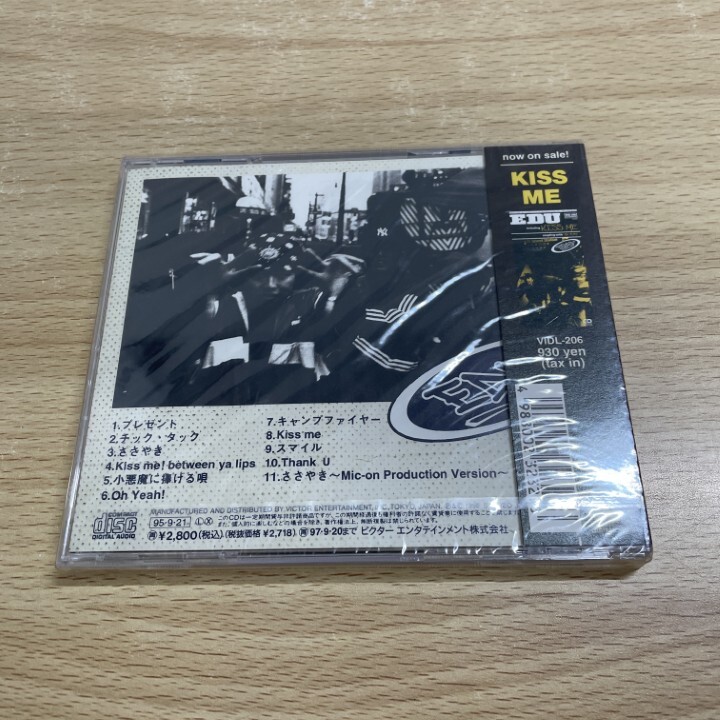 now on sale!
KISS
ME
EDU
KISS ME
VIDL-206
930 yen
(tax in)
NY
1.プレゼント
2.チック・タック
3.ささやき
4.Kiss me! between ya lips
5.小悪魔に捧げる唄
6.Oh Yeah!
7.キャンプファイヤー
8.Kiss me
9.スマイル
10.Thank U
11.ささやき〜Mic-on Production Version〜
MANUFACTURED AND DISTRIBUTED BY VICTOR ENTERTAINMENT, INC., TOKYO, JAPAN.
COMPACT
disc
DIGITAL AUDIO
95・9・21
¥2,800(税込)(税抜価格 ¥2,718)
97・9・20まで ビクター エンタテインメント株式会社